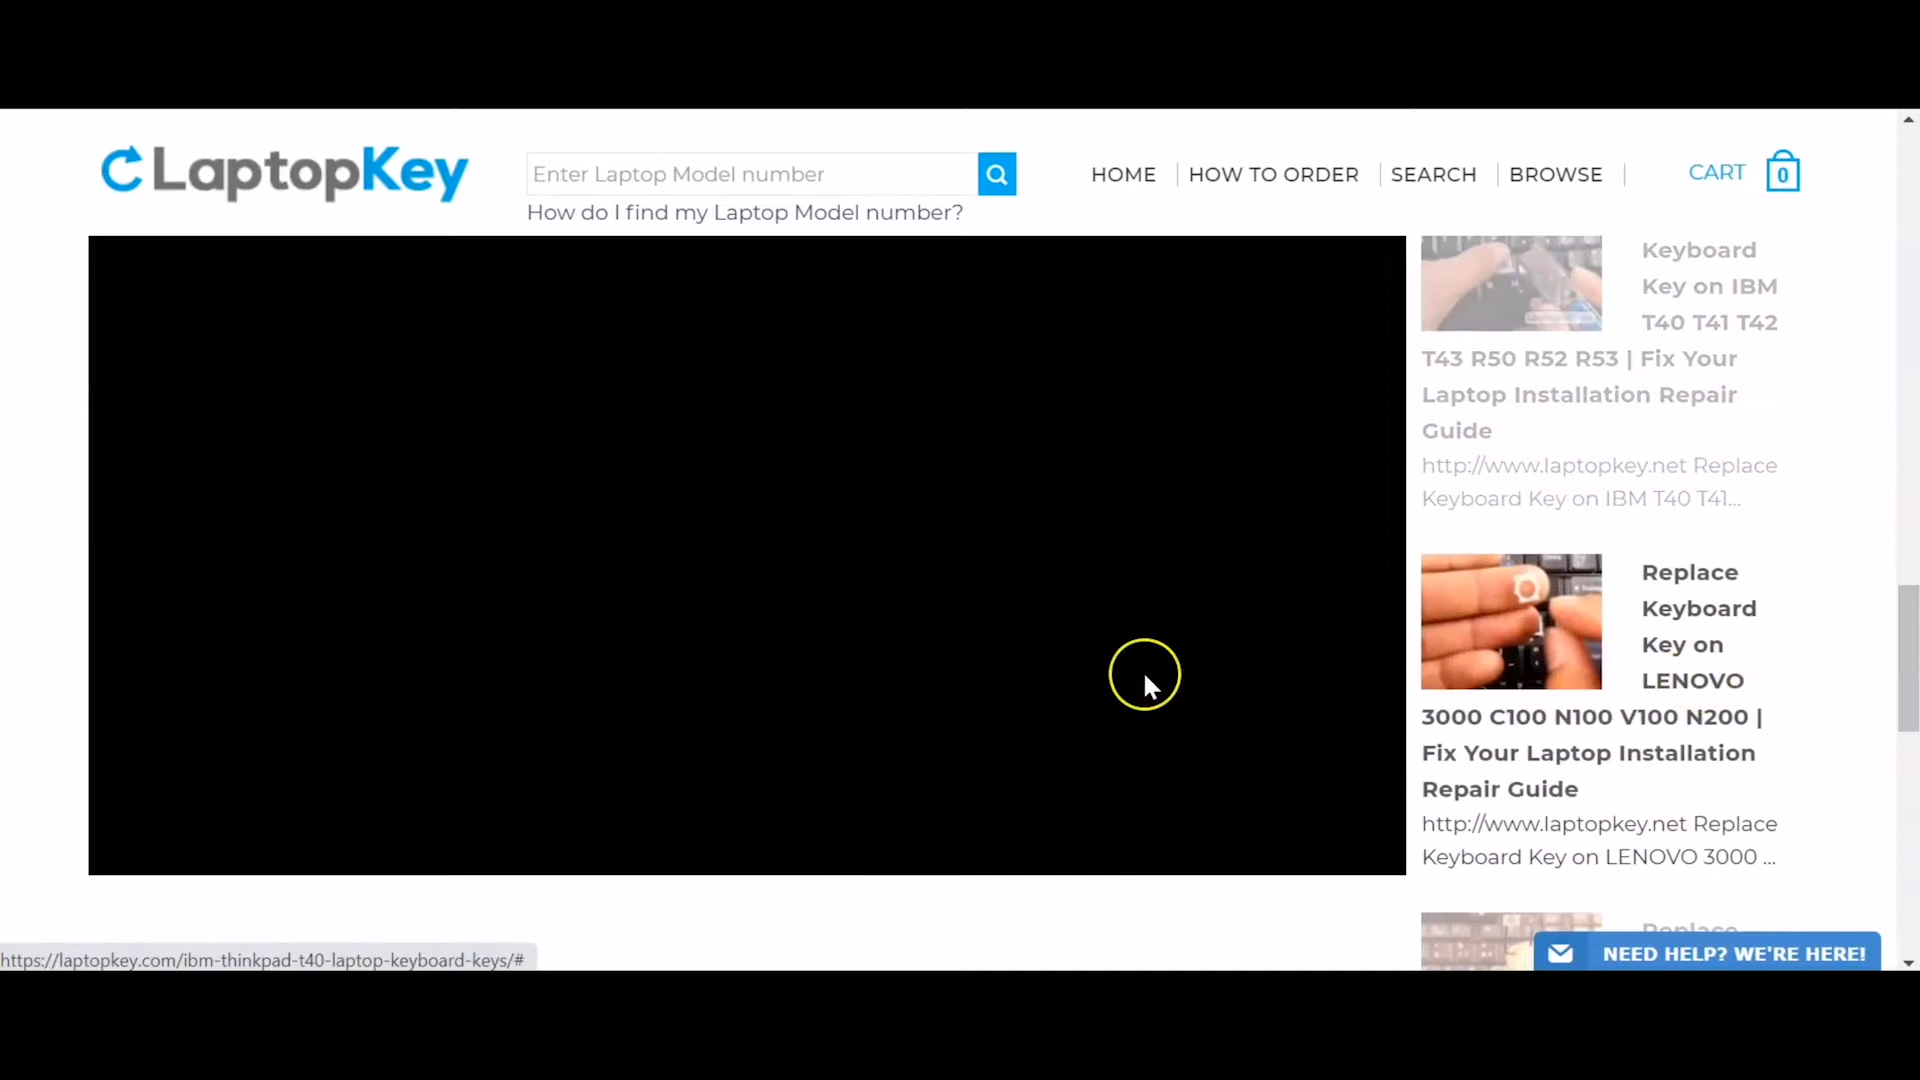 LaptopKey
Enter Laptop Model number
HOME
HOW TO ORDER
SEARCH
BROWSE
CART
0
How do I find my Laptop Model number?
Keyboard
Key on IBM
T40 T41 T42
T43 R50 R52 R53 | Fix Your
Laptop Installation Repair
Guide
http://www.laptopkey.net Replace
Keyboard Key on IBM T40 T41...
Replace
Keyboard
Key on
LENOVO
3000 C100 N100 V100 N200 |
Fix Your Laptop Installation
Repair Guide
http://www.laptopkey.net Replace
Keyboard Key on LENOVO 3000 ...
Replace
NEED HELP? WE'RE HERE!
https://laptopkey.com/ibm-thinkpad-t40-laptop-keyboard-keys/#